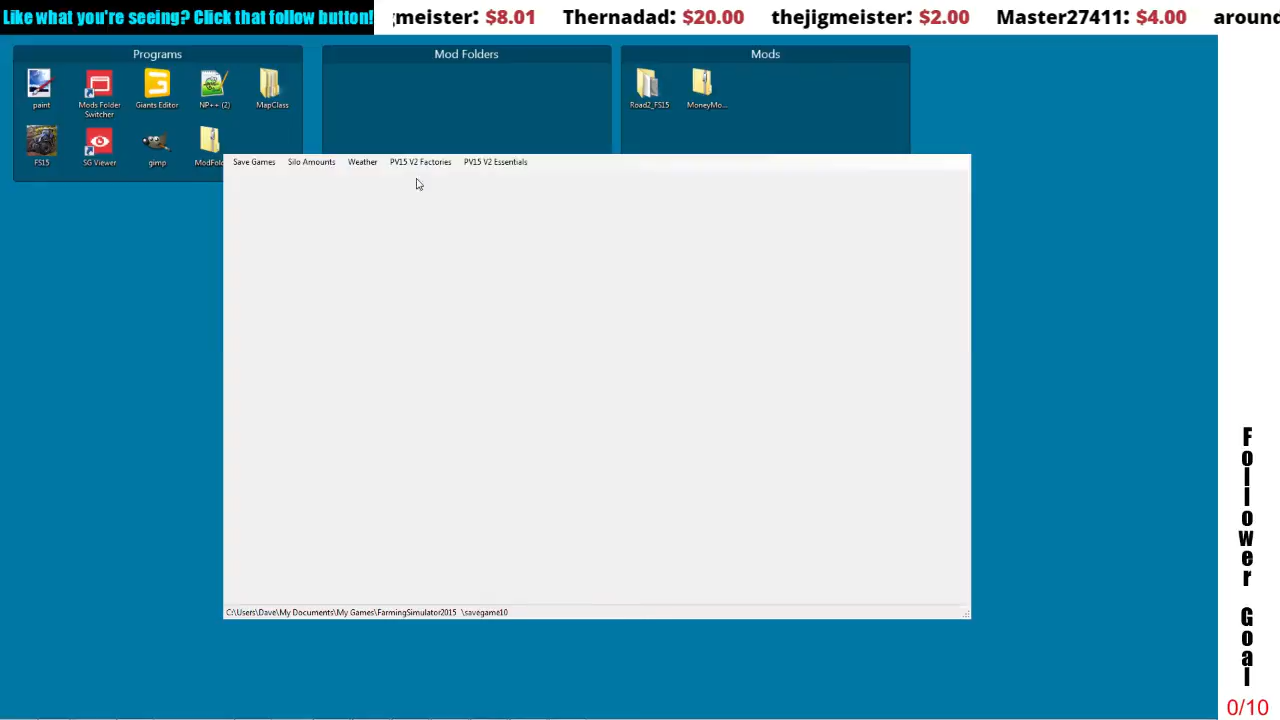 Like what you're seeing? Click that follow button!
gmeister: $8.01 Thernadad: $20.00 thejigmeister: $2.00 Master27411: $4.00 around
Programs
Mod Folders
Mods
paint
Mods Folder Switcher
Giants Editor
NP++ (2)
MapClass
Road2_FS15
MoneyMo...
FS15
SG Viewer
gimp
ModFol
Save Games
Silo Amounts
Weather
PV15 V2 Factories
PV15 V2 Essentials
C:\Users\Dave\My Documents\My Games\FarmingSimulator2015 \savegame10
Follower Goal
0/10